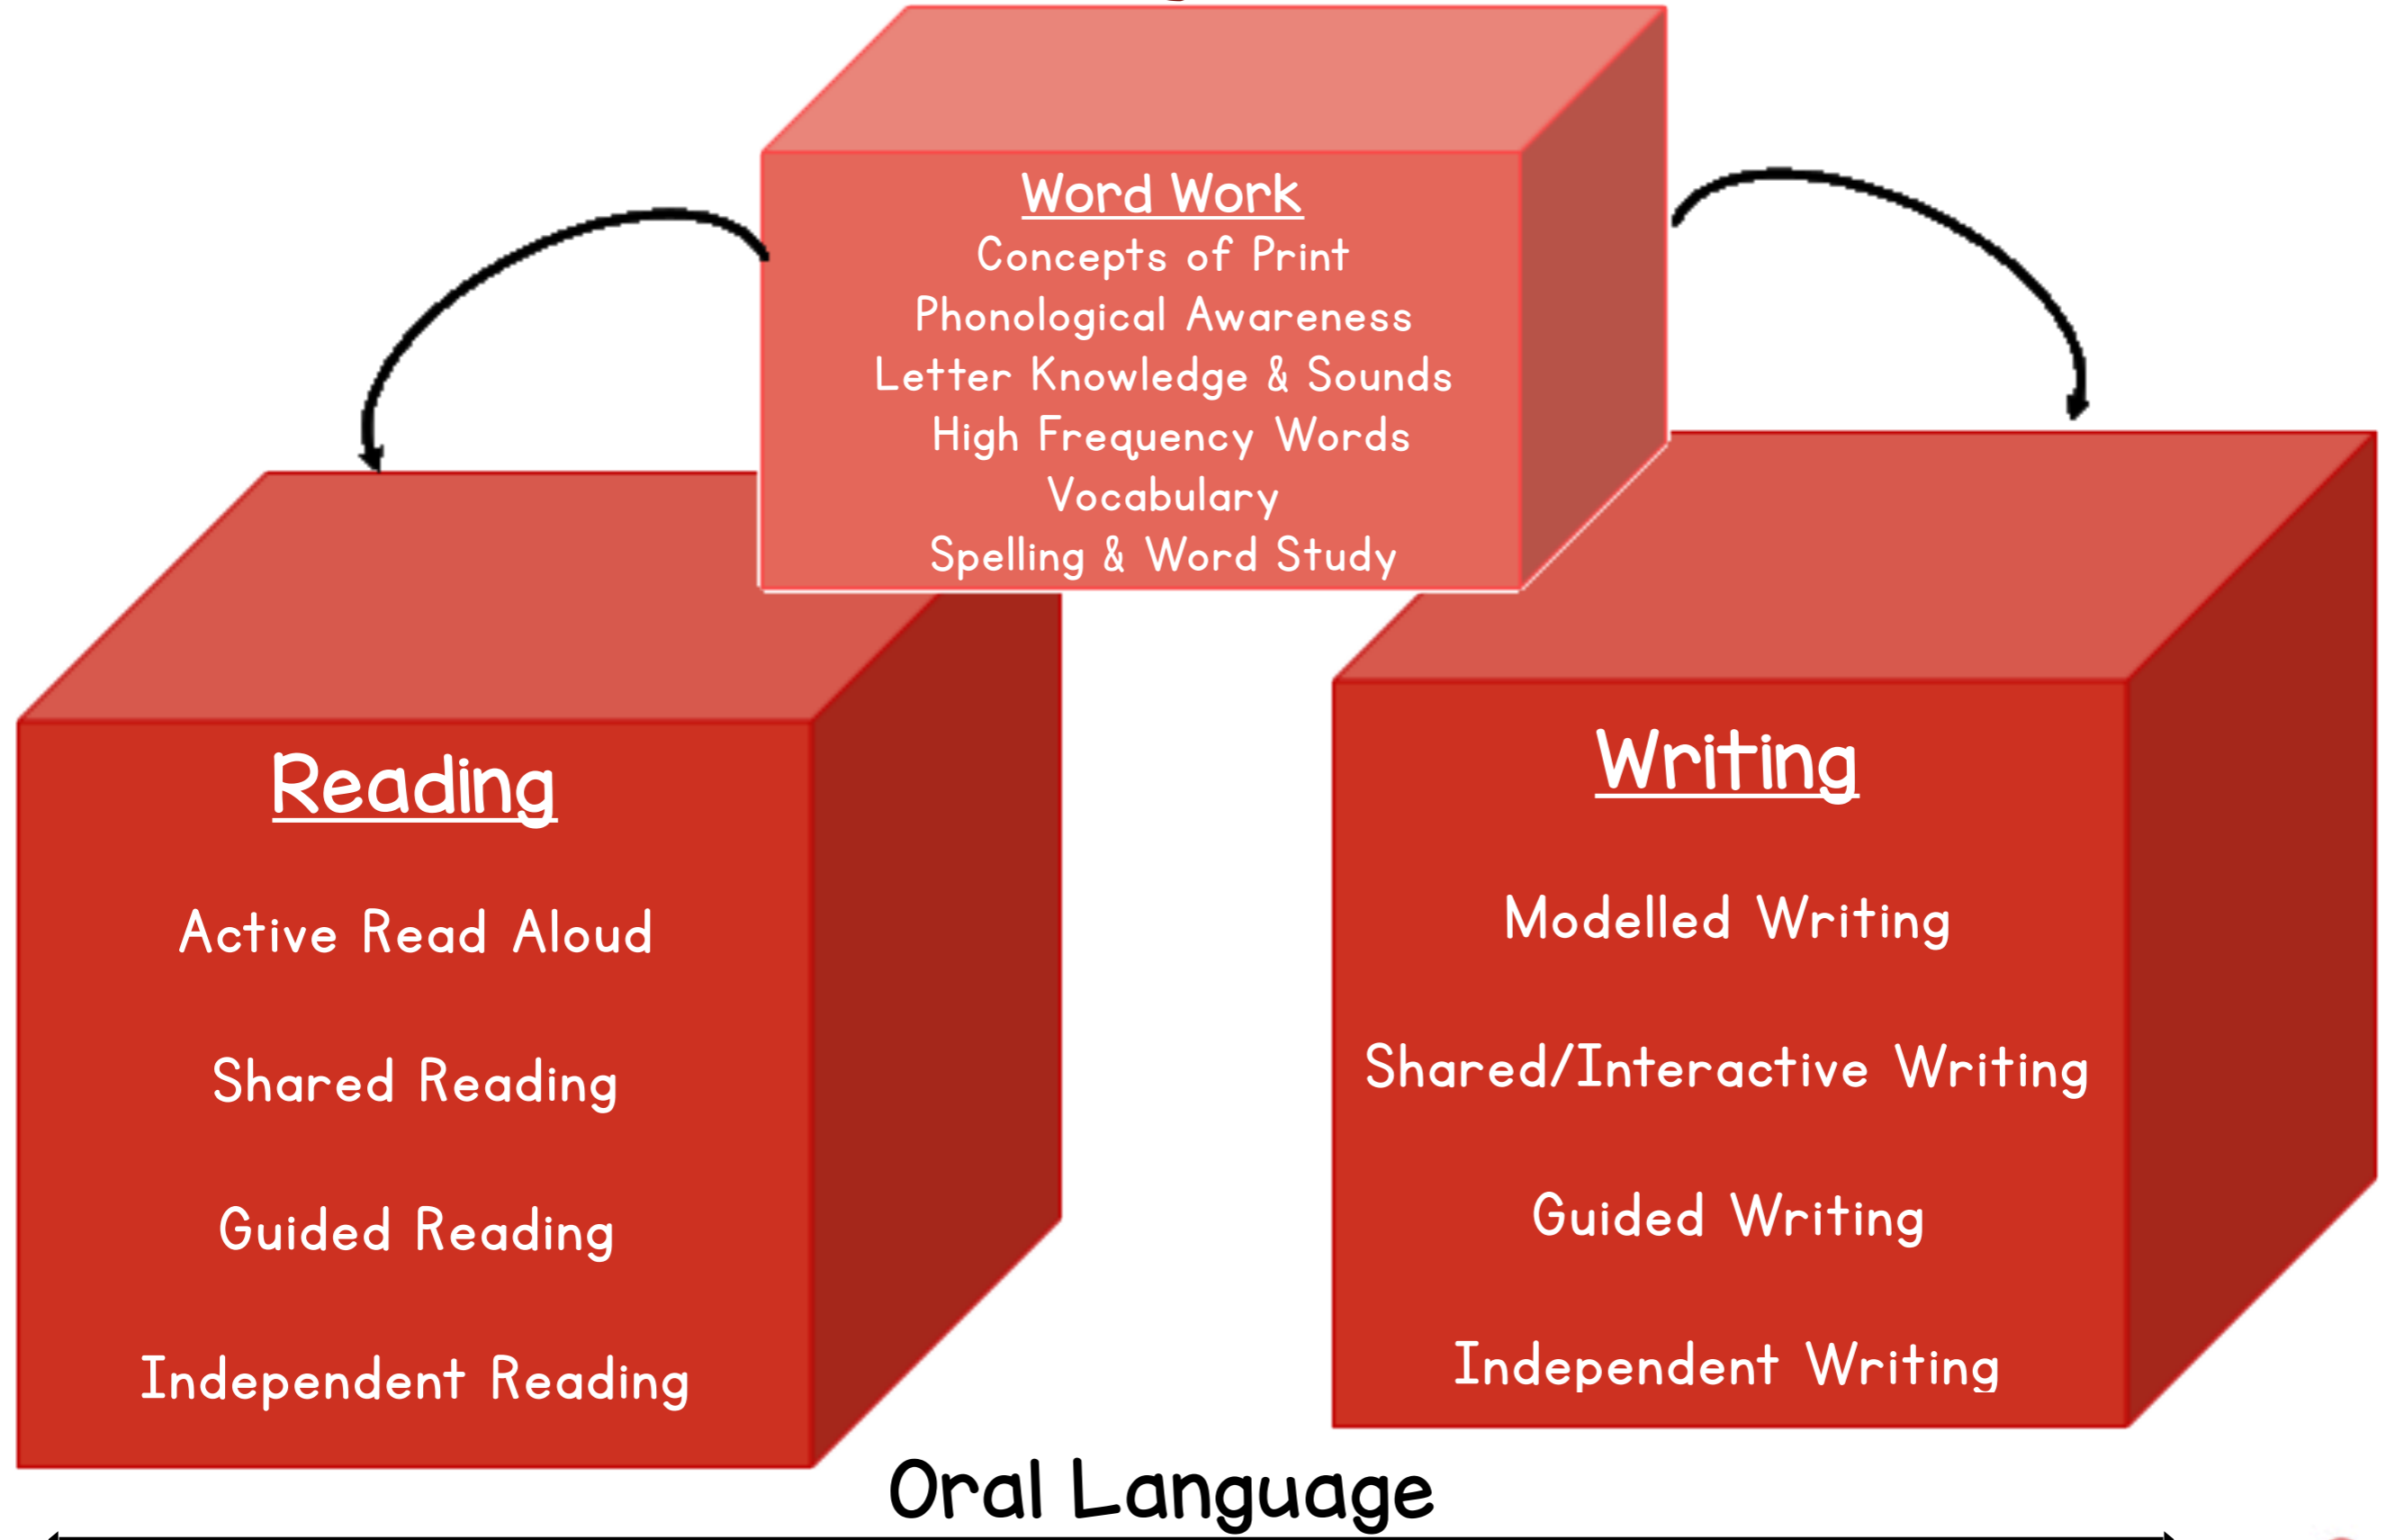 Word Work
Concepts of Print
Phonological Awareness
Letter Knowledge & Sounds
High Frequency Words
Vocabulary
Spelling & Word Study
Reading
Active Read Aloud
Shared Reading
Guided Reading
Independent Reading
Writing
Modelled Writing
Shared/Interactive Writing
Guided Writing
Independent Writing
Oral Language